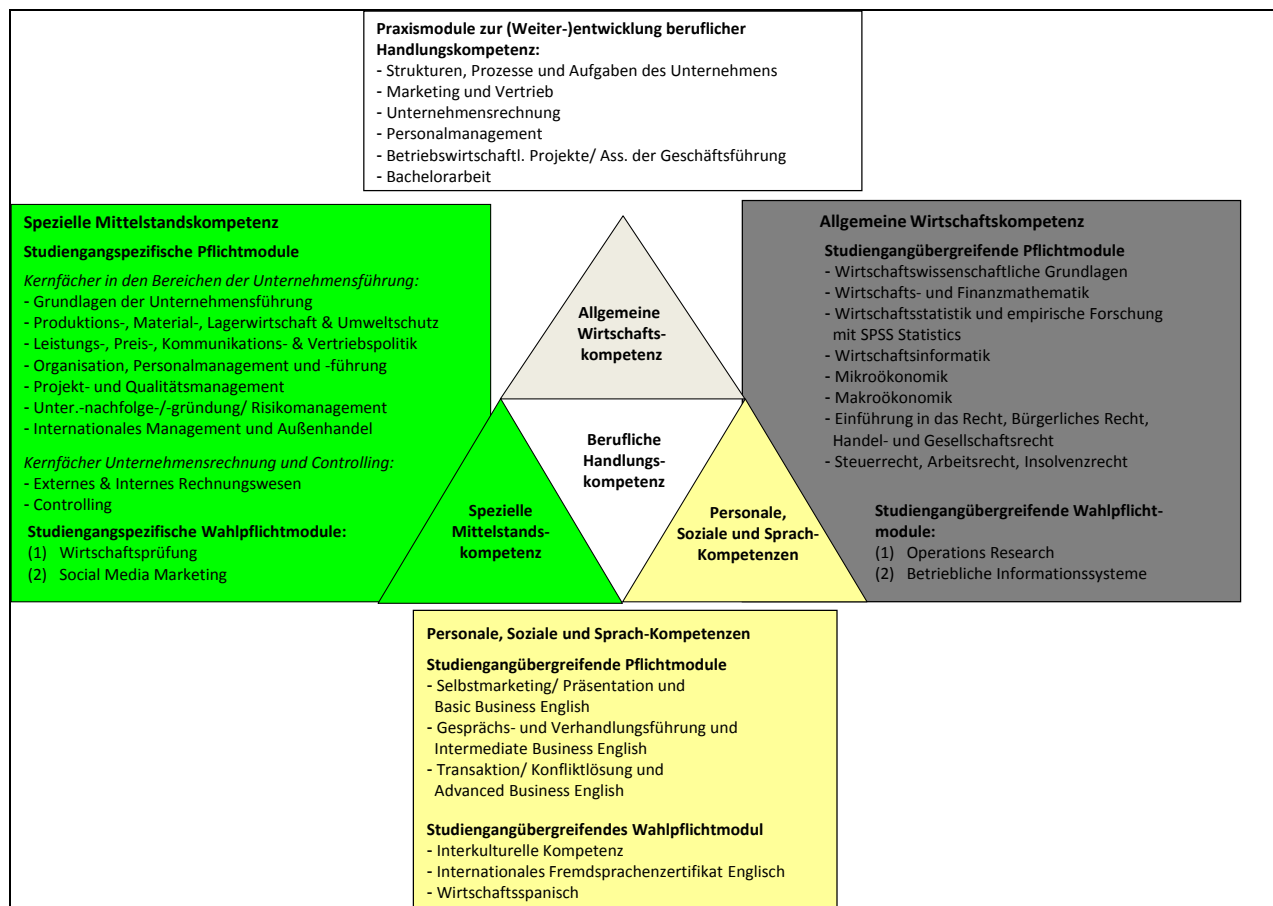 Praxismodule zur (Weiter-)entwicklung beruflicher
Handlungskompetenz:
- Strukturen, Prozesse und Aufgaben des Unternehmens
- Marketing und Vertrieb
- Unternehmensrechnung
- Personalmanagement
- Betriebswirtschaftl. Projekte/ Ass. der Geschäftsführung
- Bachelorarbeit
Spezielle Mittelstandskompetenz
Studiengangspezifische Pflichtmodule
Kernfächer in den Bereichen der Unternehmensführung:
- Grundlagen der Unternehmensführung
- Produktions-, Material-, Lagerwirtschaft & Umweltschutz
- Leistungs-, Preis-, Kommunikations- & Vertriebspolitik
- Organisation, Personalmanagement und -führung
- Projekt- und Qualitätsmanagement
- Unter.-nachfolge-/-gründung/ Risikomanagement
- Internationales Management und Außenhandel
Kernfächer Unternehmensrechnung und Controlling:
- Externes & Internes Rechnungswesen
- Controlling
Studiengangspezifische Wahlpflichtmodule:
(1) Wirtschaftsprüfung
(2) Social Media Marketing
Allgemeine
Wirtschafts-
kompetenz
Berufliche
Handlungs-
kompetenz
Spezielle
Mittelstands-
kompetenz
Personale,
Soziale und Sprach-
Kompetenzen
Allgemeine Wirtschaftskompetenz
Studiengangübergreifende Pflichtmodule
- Wirtschaftswissenschaftliche Grundlagen
- Wirtschafts- und Finanzmathematik
- Wirtschaftsstatistik und empirische Forschung
mit SPSS Statistics
- Wirtschaftsinformatik
- Mikroökonomik
- Makroökonomik
- Einführung in das Recht, Bürgerliches Recht,
Handel- und Gesellschaftsrecht
- Steuerrecht, Arbeitsrecht, Insolvenzrecht
Studiengangübergreifende Wahlpflicht-
module:
(1) Operations Research
(2) Betriebliche Informationssysteme
Personale, Soziale und Sprach-Kompetenzen
Studiengangübergreifende Pflichtmodule
- Selbstmarketing/ Präsentation und
Basic Business English
- Gesprächs- und Verhandlungsführung und
Intermediate Business English
- Transaktion/ Konfliktlösung und
Advanced Business English
Studiengangübergreifendes Wahlpflichtmodul
- Interkulturelle Kompetenz
- Internationales Fremdsprachenzertifikat Englisch
- Wirtschaftsspanisch